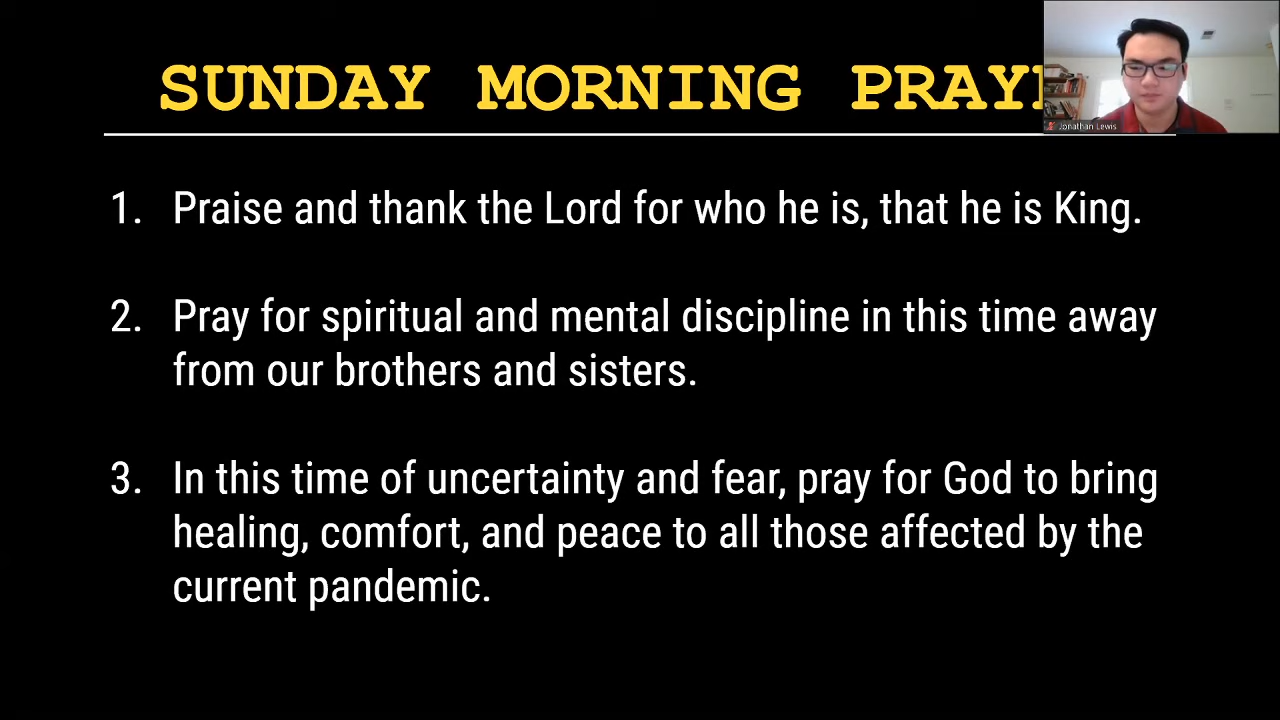 SUNDAY MORNING PRAY
Jonathan Lewis
1. Praise and thank the Lord for who he is, that he is King.
2. Pray for spiritual and mental discipline in this time away
from our brothers and sisters.
3. In this time of uncertainty and fear, pray for God to bring
healing, comfort, and peace to all those affected by the
current pandemic.